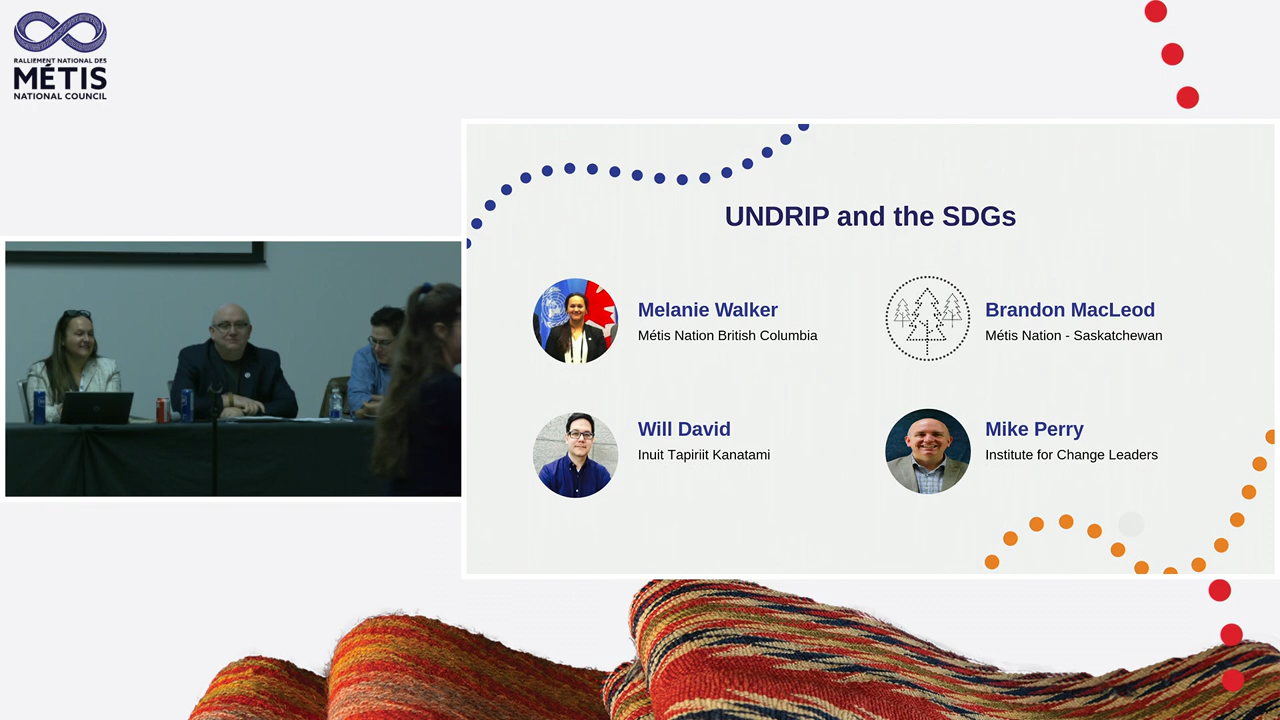 RALLIEMENT NATIONAL DES
MÉTIS
NATIONAL COUNCIL
UNDRIP and the SDGs
Melanie Walker
Métis Nation British Columbia
Brandon MacLeod
Métis Nation - Saskatchewan
Will David
Inuit Tapiriit Kanatami
Mike Perry
Institute for Change Leaders